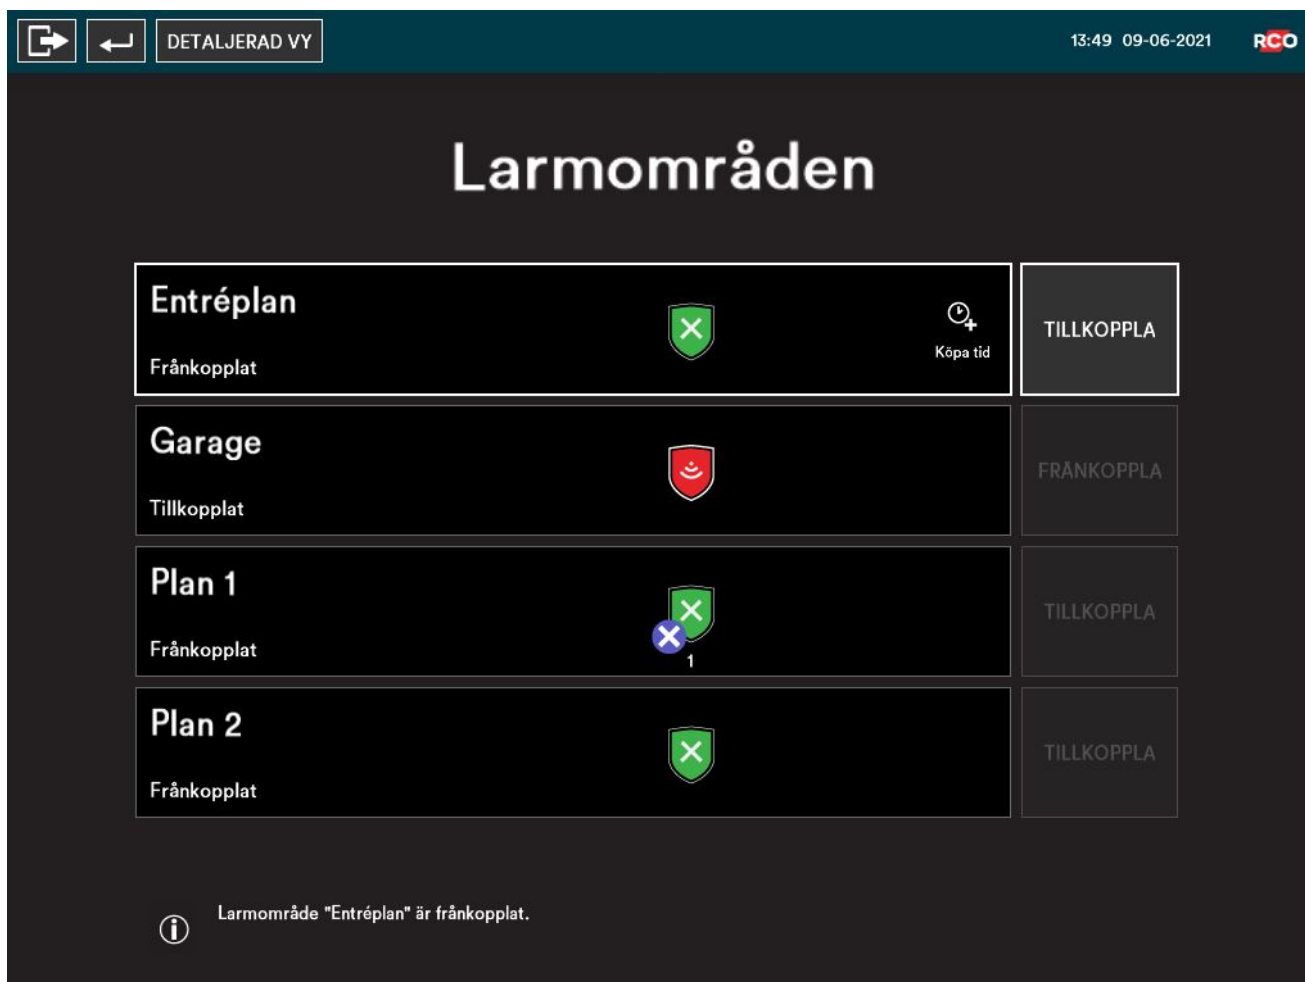 DETALJERAD VY
13:49 09-06-2021
RCO
Larmområden
Entréplan
Frånkopplat
Köpa tid
TILLKOPPLA
Garage
Tillkopplat
FRÅNKOPPLA
Plan 1
Frånkopplat
1
TILLKOPPLA
Plan 2
Frånkopplat
TILLKOPPLA
Larmområde "Entréplan" är frånkopplat.